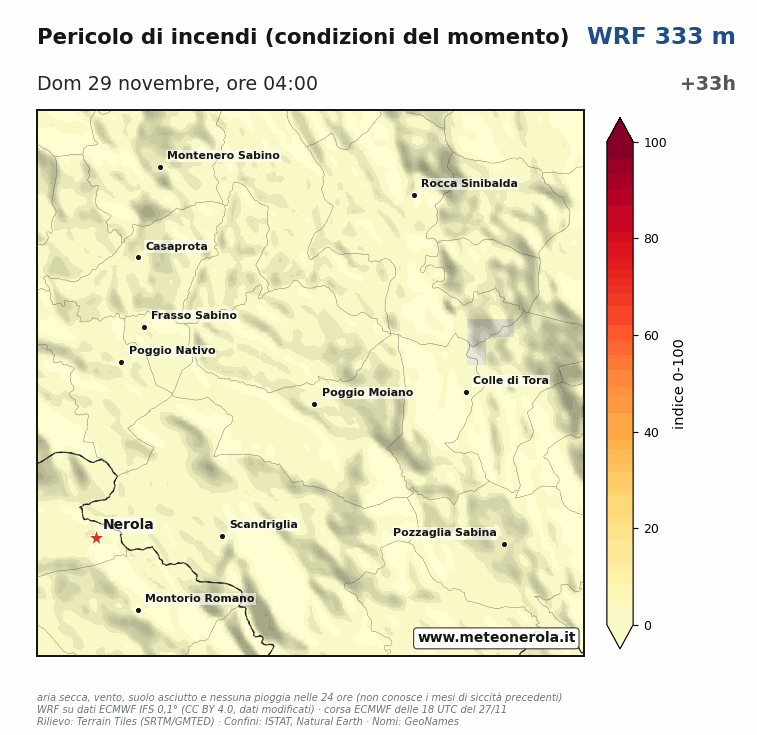 Pericolo di incendi (condizioni del momento) WRF 333 m
Dom 29 novembre, ore 04:00 +33h
Montenero Sabino
Rocca Sinibalda
Casaprota
Frasso Sabino
Poggio Nativo
Colle di Tora
Poggio Moiano
Nerola
Scandriglia
Pozzaglia Sabina
Montorio Romano
www.meteonerola.it
100
80
60
40
20
0
indice 0-100
aria secca, vento, suolo asciutto e nessuna pioggia nelle 24 ore (non conosce i mesi di siccità precedenti)
WRF su dati ECMWF IFS 0,1° (CC BY 4.0, dati modificati) · corsa ECMWF delle 18 UTC del 27/11
Rilievo: Terrain Tiles (SRTM/GMTED) · Confini: ISTAT, Natural Earth · Nomi: GeoNames